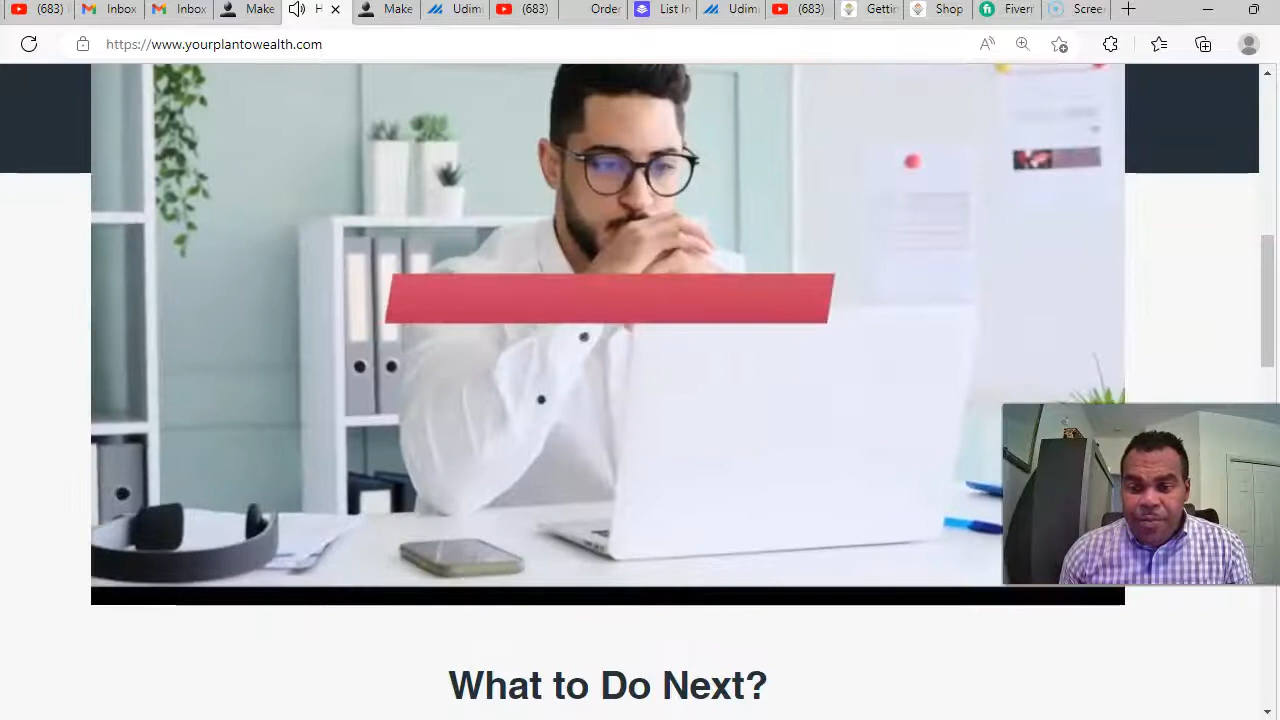 (683)
Inbox
Inbox
Make
H
Make
Udim
(683)
Order
List In
Udim
(683)
Gettin
Shop
Fiverr
Scree
https://www.yourplantowealth.com
What to Do Next?